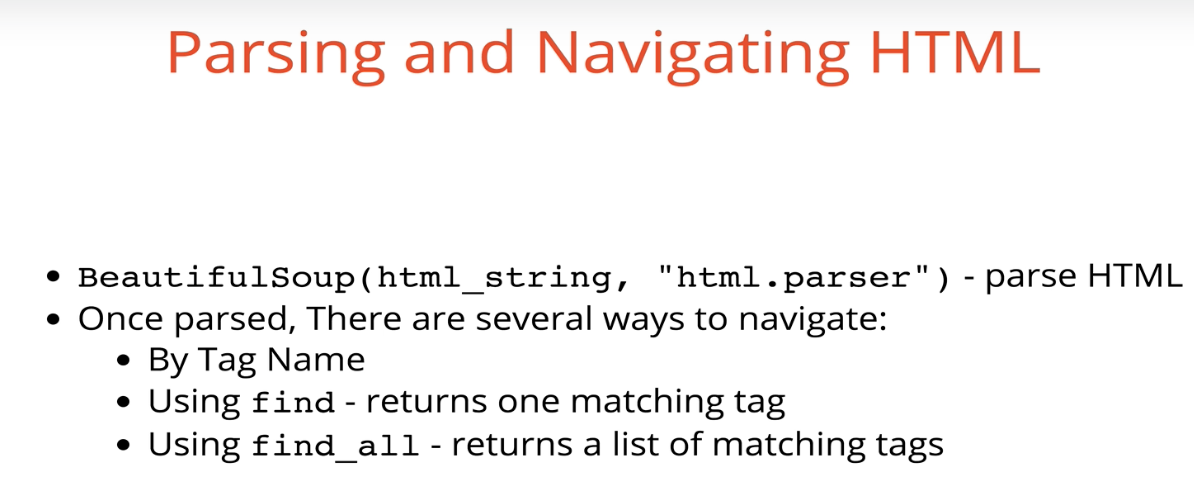 Parsing and Navigating HTML
• BeautifulSoup(html_string, "html.parser") - parse HTML
• Once parsed, There are several ways to navigate:
• By Tag Name
• Using find - returns one matching tag
• Using find_all - returns a list of matching tags